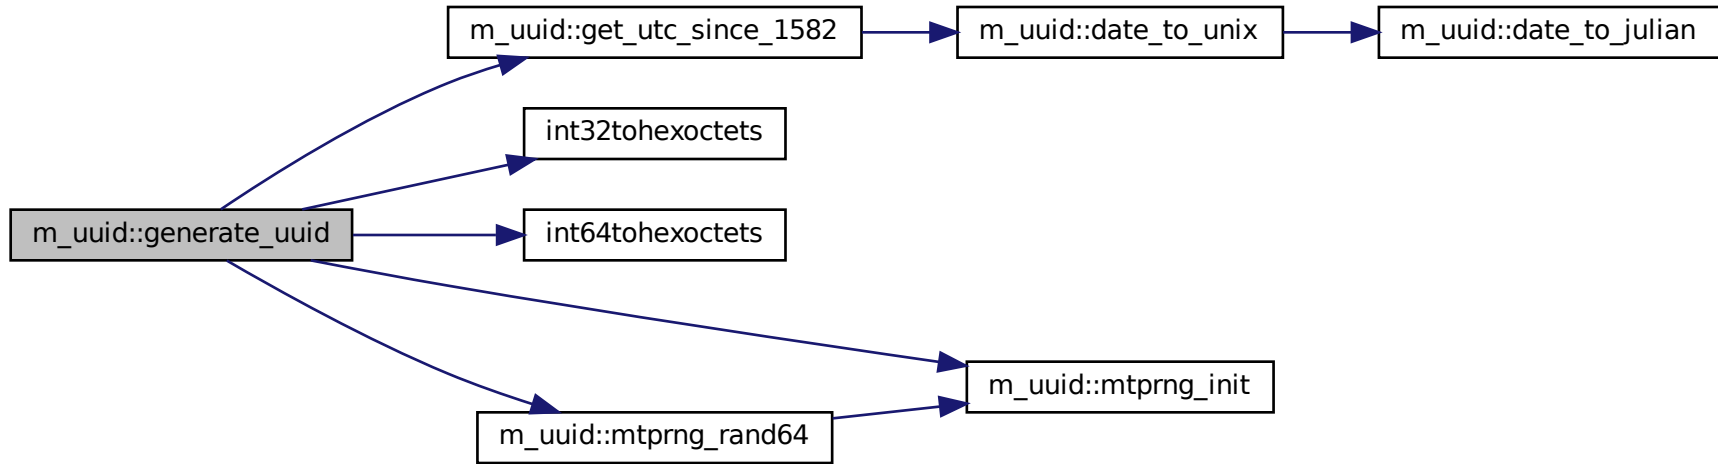 m_uuid::get_utc_since_1582
m_uuid::date_to_unix
m_uuid::date_to_julian
int32tohexoctets
m_uuid::generate_uuid
int64tohexoctets
m_uuid::mtprng_init
m_uuid::mtprng_rand64